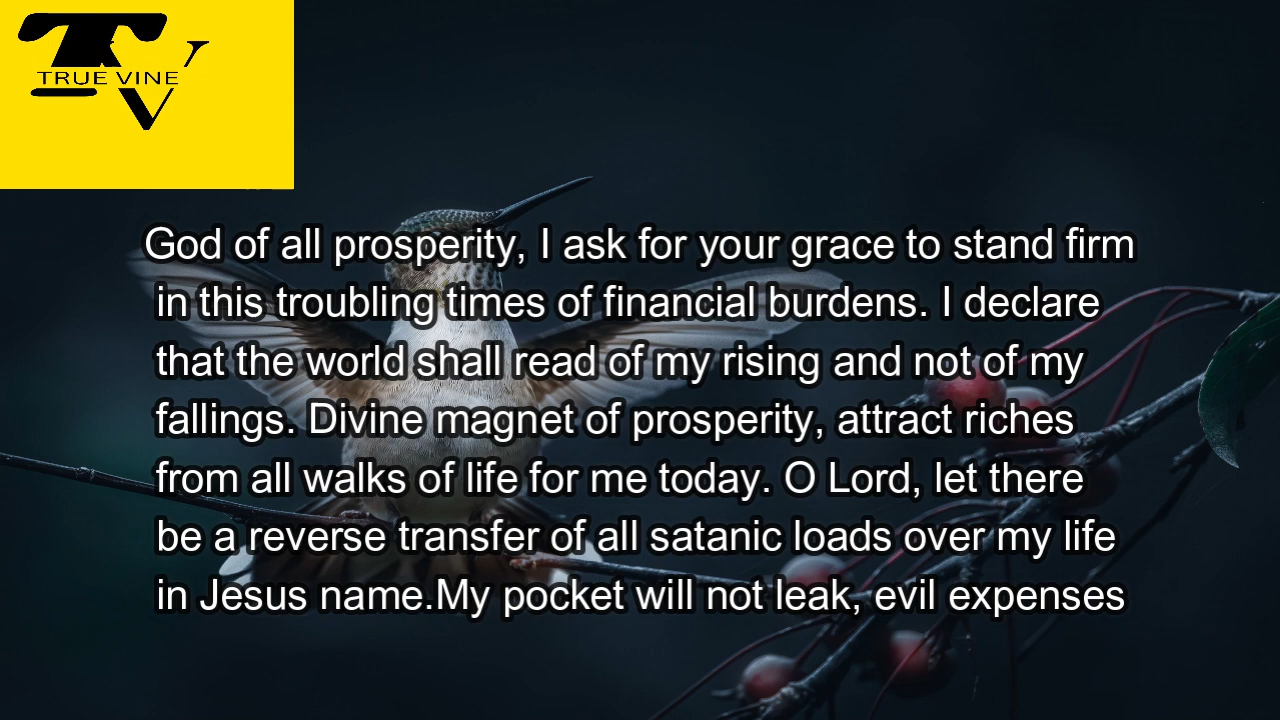 TV
TRUE VINE
God of all prosperity, I ask for your grace to stand firm
in this troubling times of financial burdens. I declare
that the world shall read of my rising and not of my
fallings. Divine magnet of prosperity, attract riches
from all walks of life for me today. O Lord, let there
be a reverse transfer of all satanic loads over my life
in Jesus name.My pocket will not leak, evil expenses